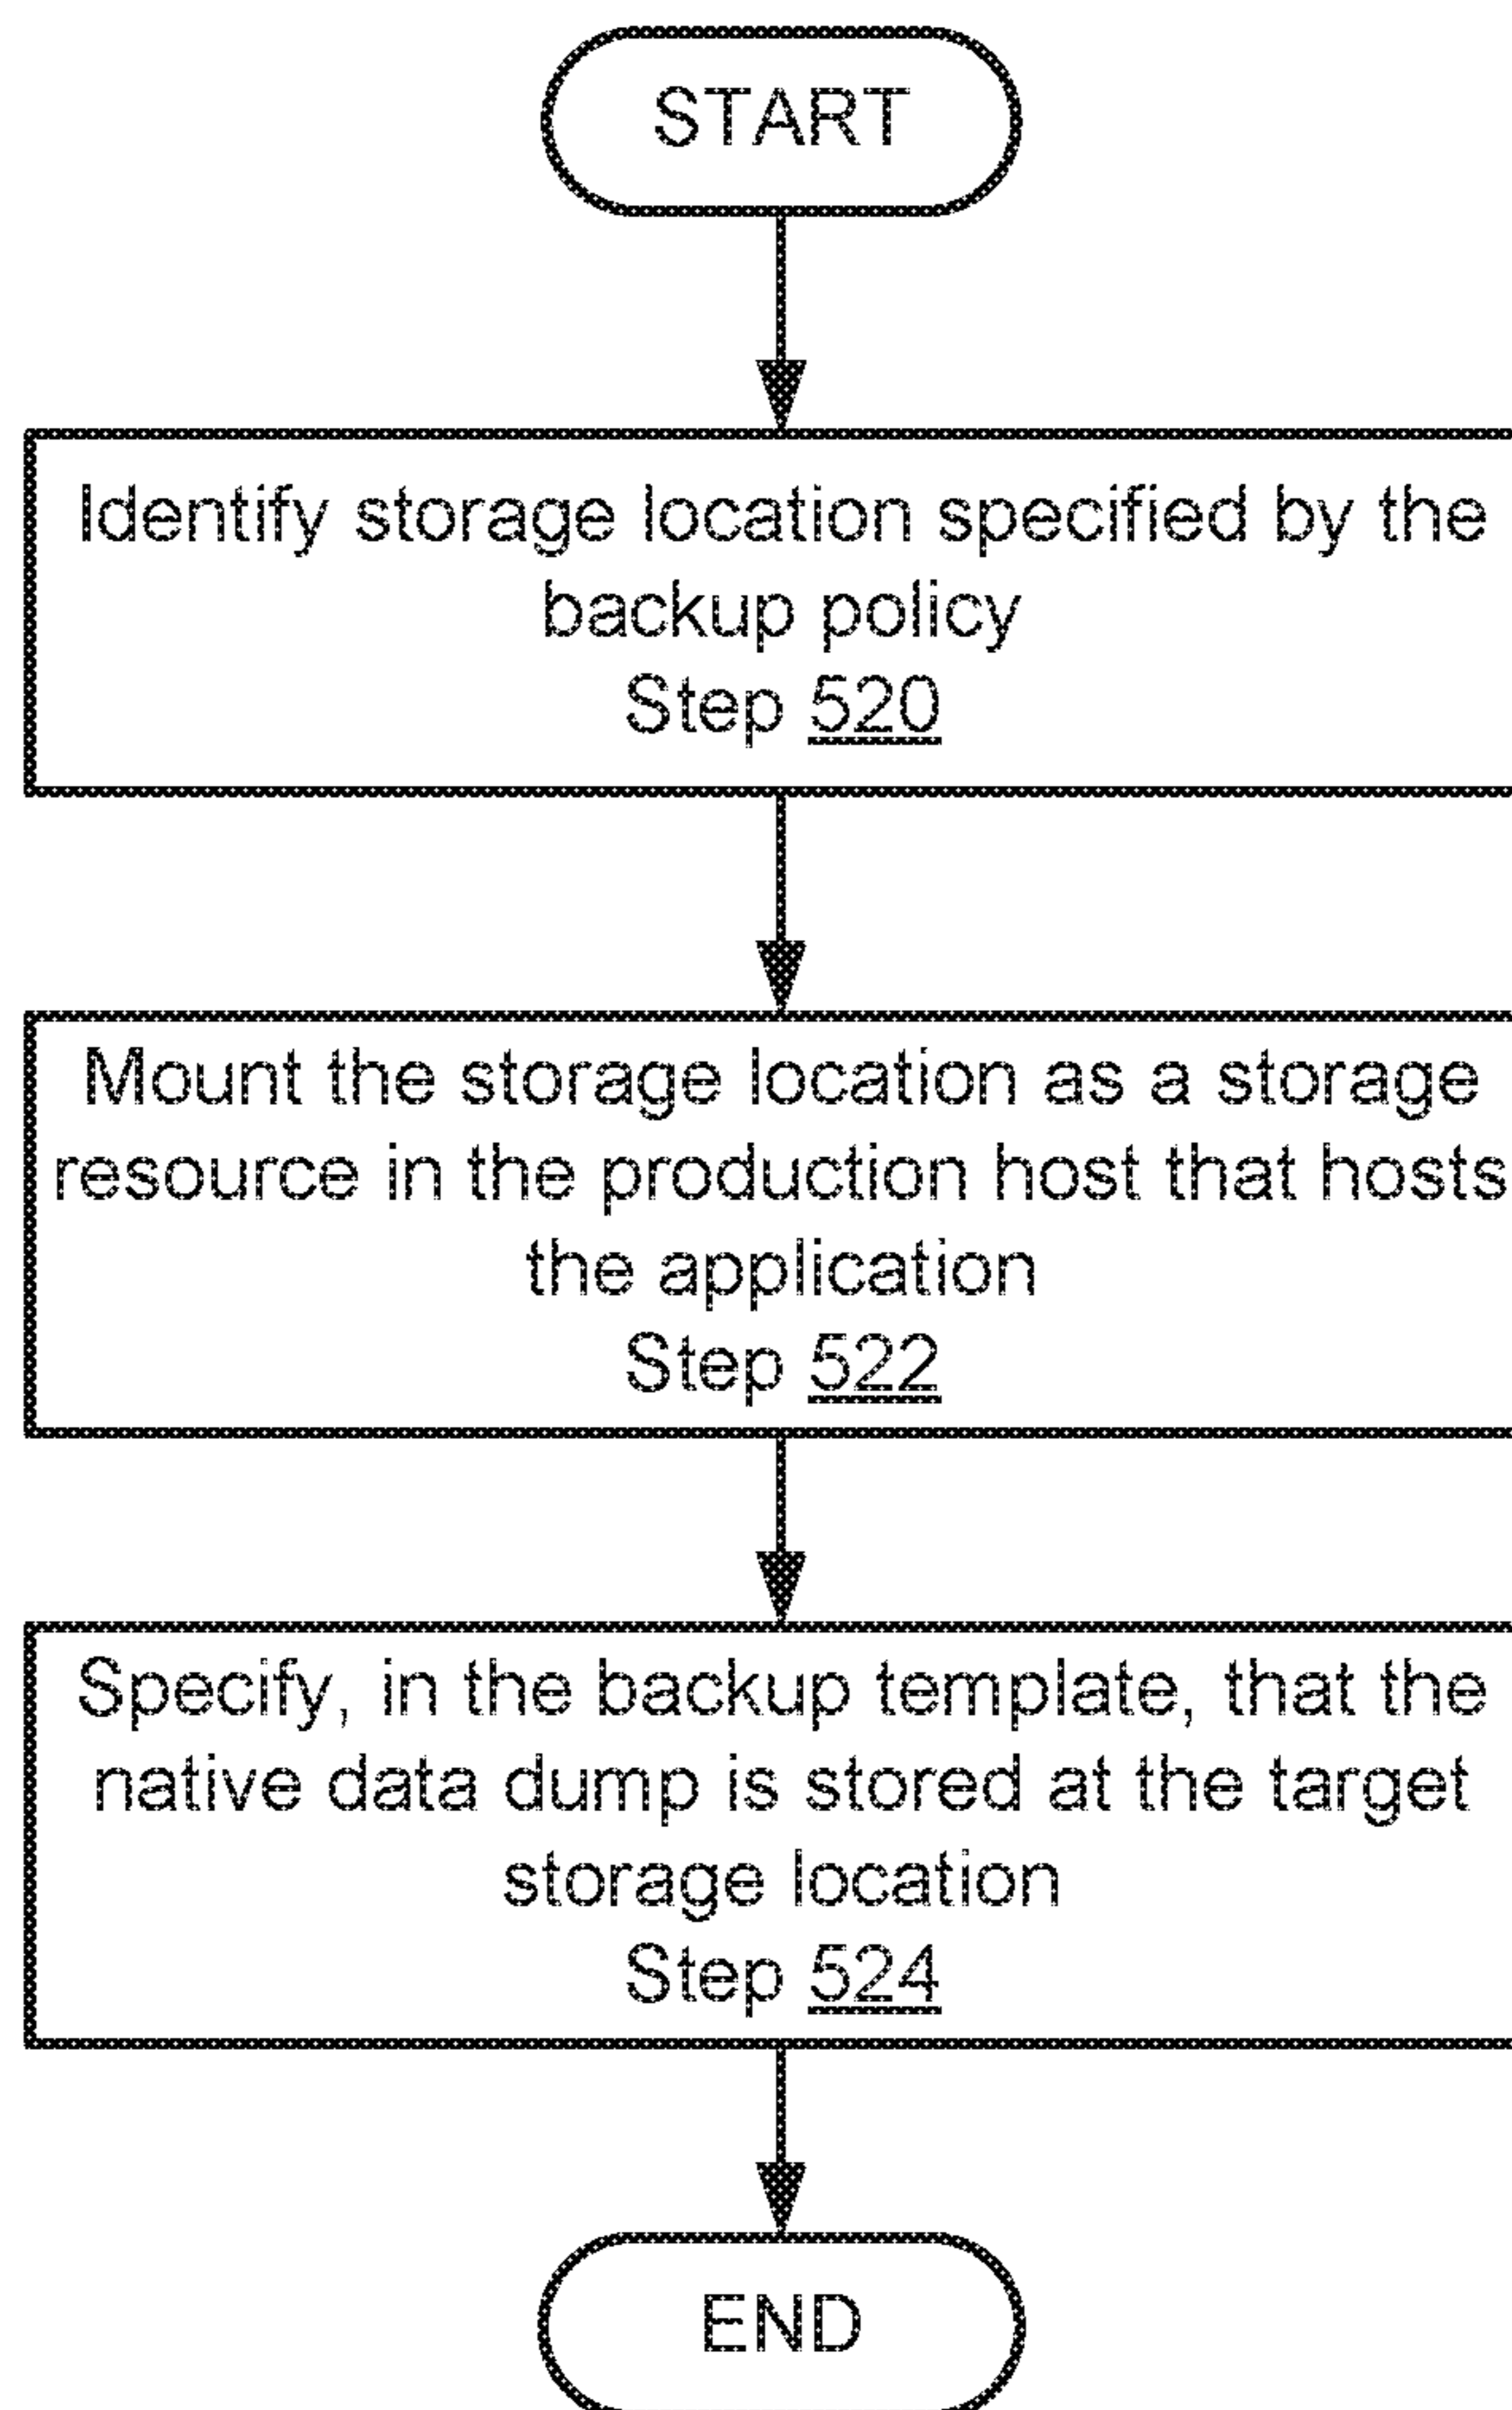 START
Identify storage location specified by the
backup policy
Step 520
Mount the storage location as a storage
resource in the production host that hosts
the application
Step 522
Specify, in the backup template, that the
native data dump is stored at the target
storage location
Step 524
END